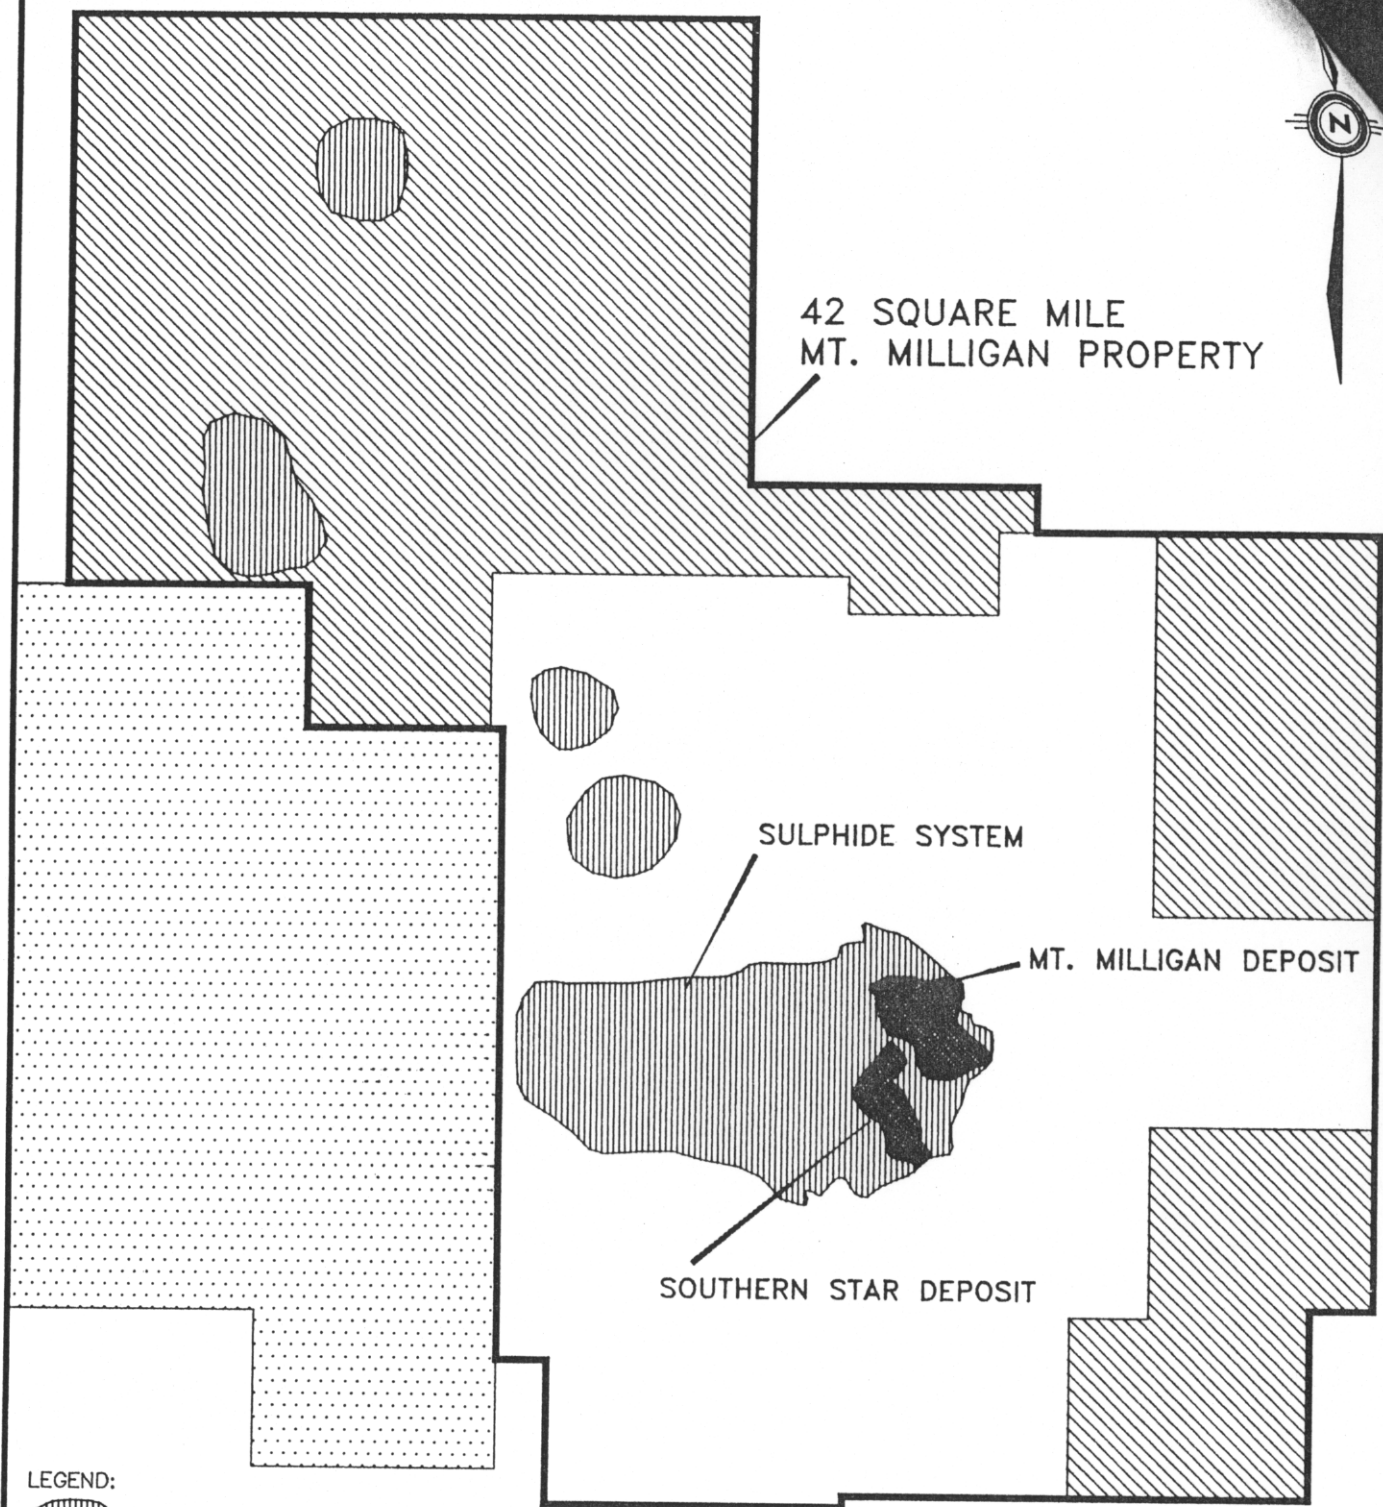 N
42 SQUARE MILE
MT. MILLIGAN PROPERTY
SULPHIDE SYSTEM
MT. MILLIGAN DEPOSIT
SOUTHERN STAR DEPOSIT
LEGEND: